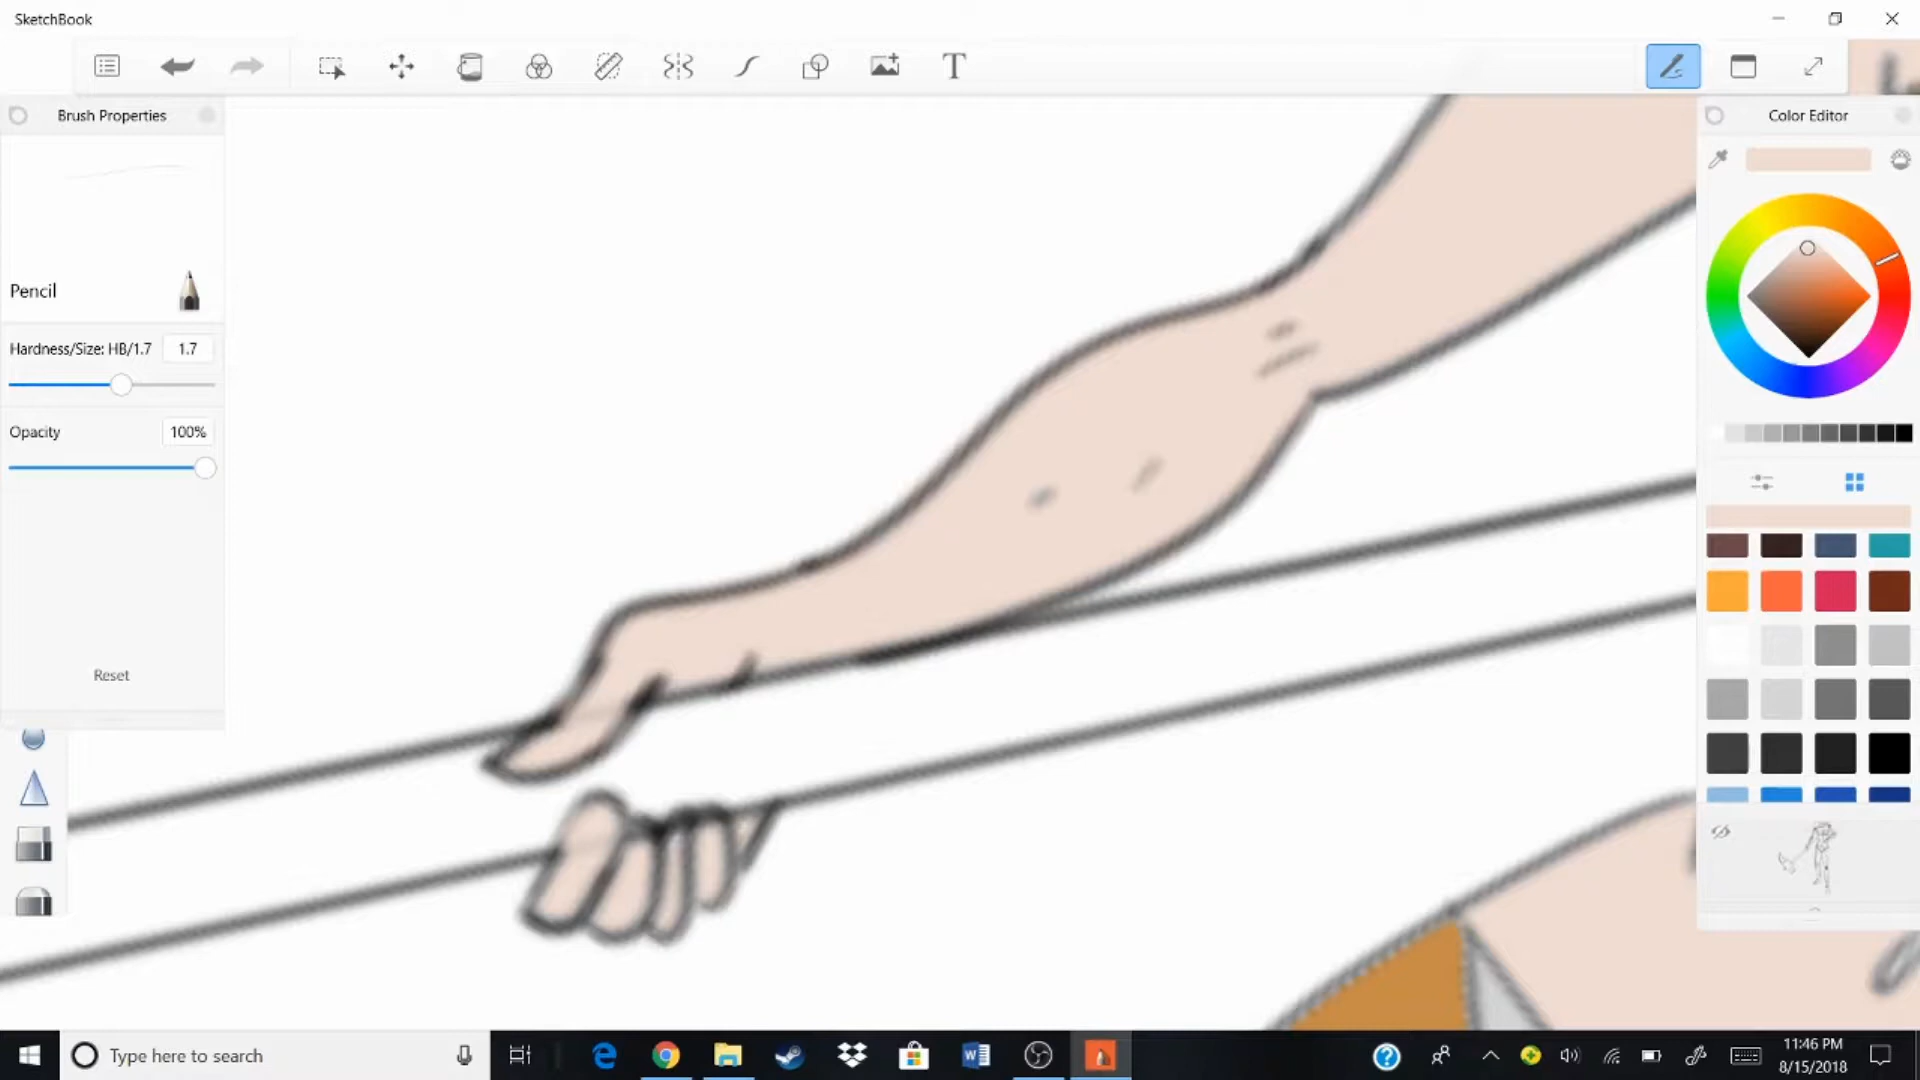 SketchBook
Brush Properties
Color Editor
Pencil
Hardness/Size: HB/1.7
1.7
Opacity
100%
Reset
Type here to search
11:46 PM
8/15/2018